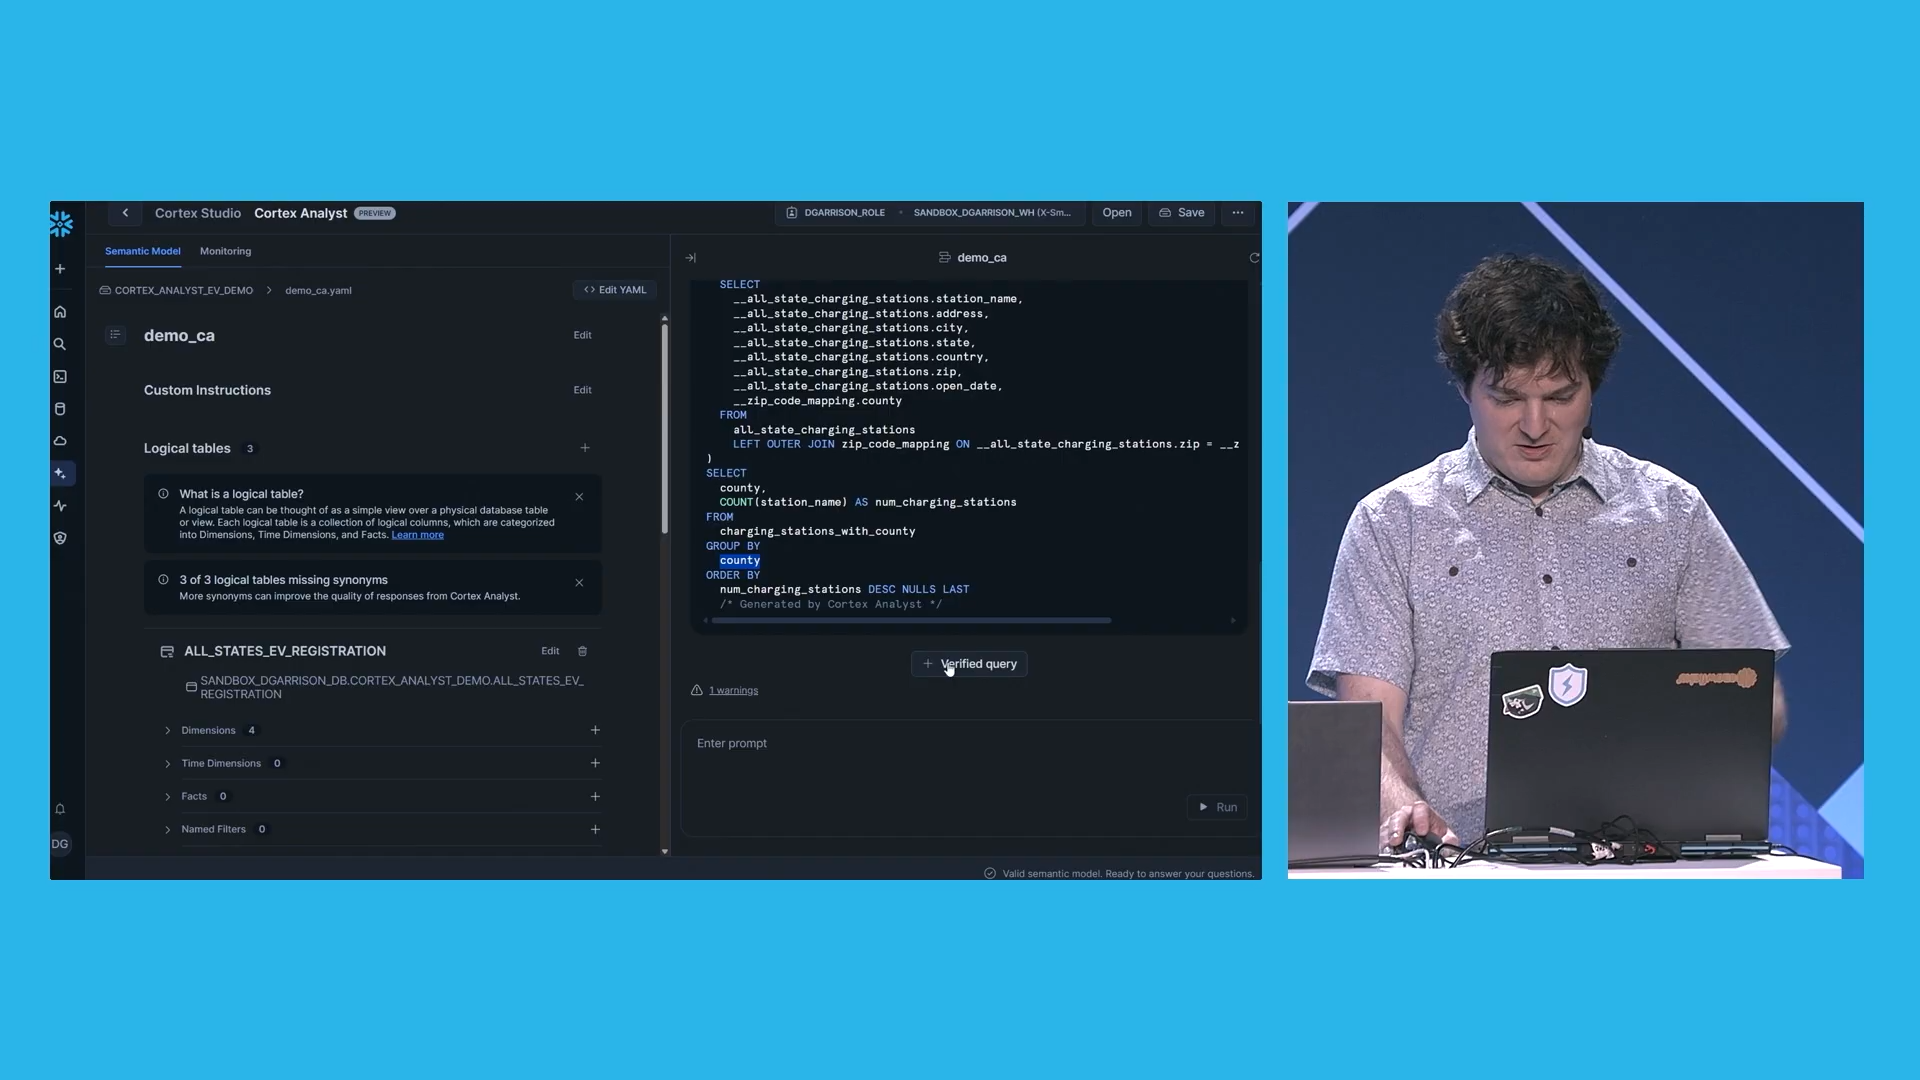 Cortex Studio Cortex Analyst PREVIEW
DGARRISON_ROLE SANDBOX_DGARRISON_WH (X-Sm... Open Save
Semantic Model Monitoring
CORTEX_ANALYST_EV_DEMO > demo_ca.yaml
<> Edit YAML
demo_ca Edit
Custom Instructions Edit
Logical tables 3 +
What is a logical table?
A logical table can be thought of as a simple view over a physical database table
or view. Each logical table is a collection of logical columns, which are categorized
into Dimensions, Time Dimensions, and Facts. Learn more
3 of 3 logical tables missing synonyms
More synonyms can improve the quality of responses from Cortex Analyst.
ALL_STATES_EV_REGISTRATION Edit
SANDBOX_DGARRISON_DB.CORTEX_ANALYST_DEMO.ALL_STATES_EV_
REGISTRATION
Dimensions 4 +
Time Dimensions 0 +
Facts 0 +
Named Filters 0 +
DG
demo_ca
SELECT
__all_state_charging_stations.station_name,
__all_state_charging_stations.address,
__all_state_charging_stations.city,
__all_state_charging_stations.state,
__all_state_charging_stations.country,
__all_state_charging_stations.zip,
__all_state_charging_stations.open_date,
__zip_code_mapping.county
FROM
all_state_charging_stations
LEFT OUTER JOIN zip_code_mapping ON __all_state_charging_stations.zip = __z
)
SELECT
county,
COUNT(station_name) AS num_charging_stations
FROM
charging_stations_with_county
GROUP BY
county
ORDER BY
num_charging_stations DESC NULLS LAST
/* Generated by Cortex Analyst */
+ Verified query
1 warnings
Enter prompt
Run
Valid semantic model. Ready to answer your questions.